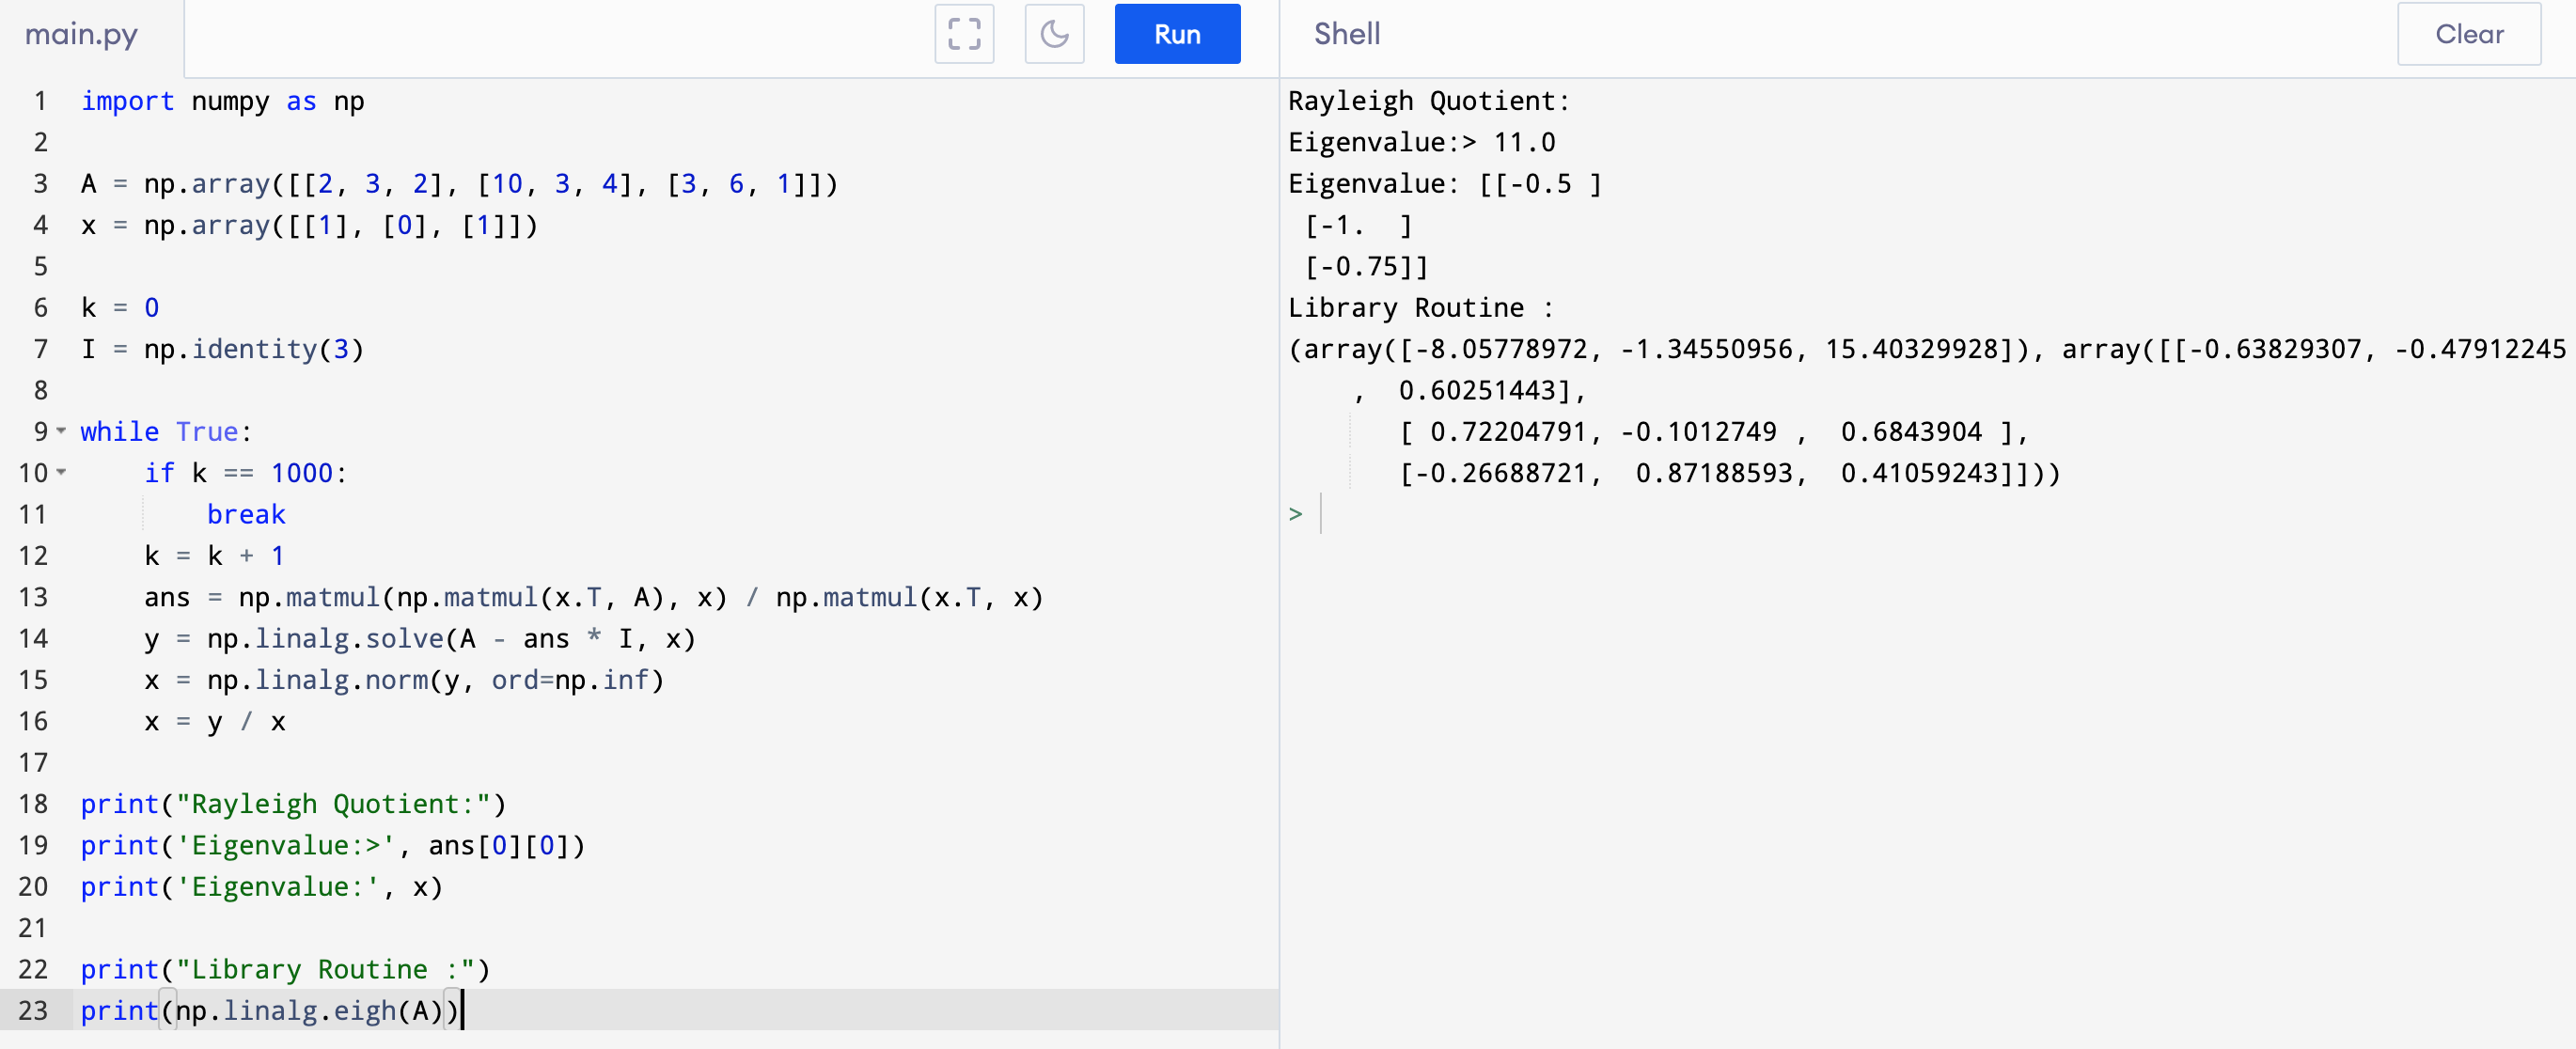 main.py
Run
1 import numpy as np
2
3 A = np.array([[2, 3, 2], [10, 3, 4], [3, 6, 1]])
4 x = np.array([[1], [0], [1]])
5
6 k = 0
7 I = np.identity(3)
8
9 while True:
10     if k == 1000:
11         break
12     k = k + 1
13     ans = np.matmul(np.matmul(x.T, A), x) / np.matmul(x.T, x)
14     y = np.linalg.solve(A - ans * I, x)
15     x = np.linalg.norm(y, ord=np.inf)
16     x = y / x
17
18 print("Rayleigh Quotient:")
19 print('Eigenvalue:>', ans[0][0])
20 print('Eigenvalue:', x)
21
22 print("Library Routine :")
23 print(np.linalg.eigh(A))
Shell
Clear
Rayleigh Quotient:
Eigenvalue:> 11.0
Eigenvalue: [[-0.5 ]
 [-1.  ]
 [-0.75]]
Library Routine :
(array([-8.05778972, -1.34550956, 15.40329928]), array([[-0.63829307, -0.47912245
,  0.60251443],
[ 0.72204791, -0.1012749 ,  0.6843904 ],
[-0.26688721,  0.87188593,  0.41059243]]))
>